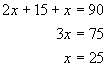 2x + 15 + x = 90
3x = 75
x = 25